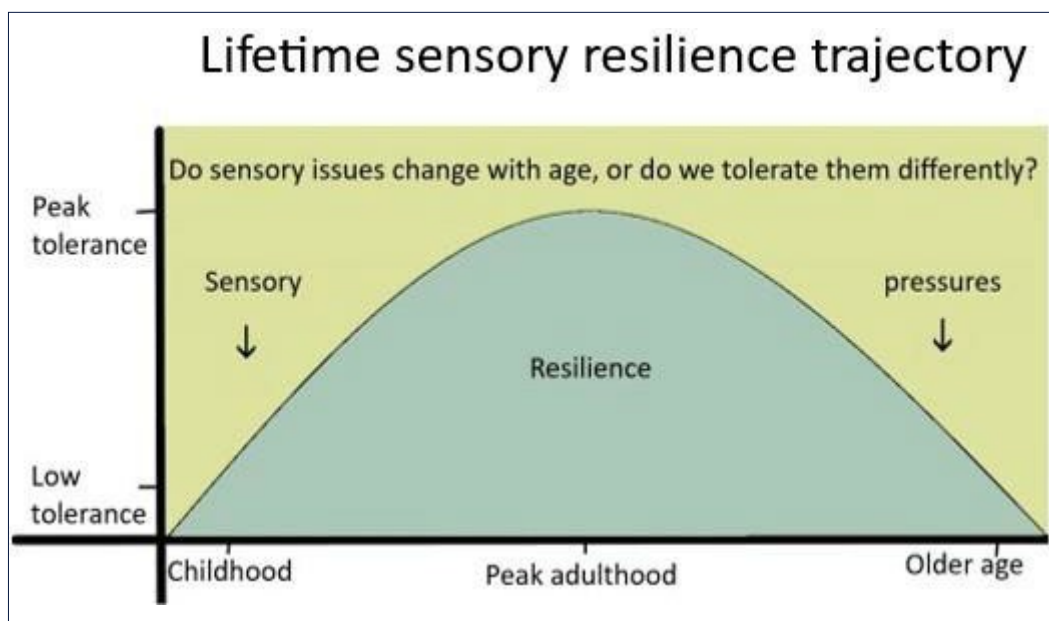 Lifetime sensory resilience trajectory
Do sensory issues change with age, or do we tolerate them differently?
Peak
tolerance
Sensory
pressures
↓
↓
Resilience
Low
tolerance
Childhood
Peak adulthood
Older age